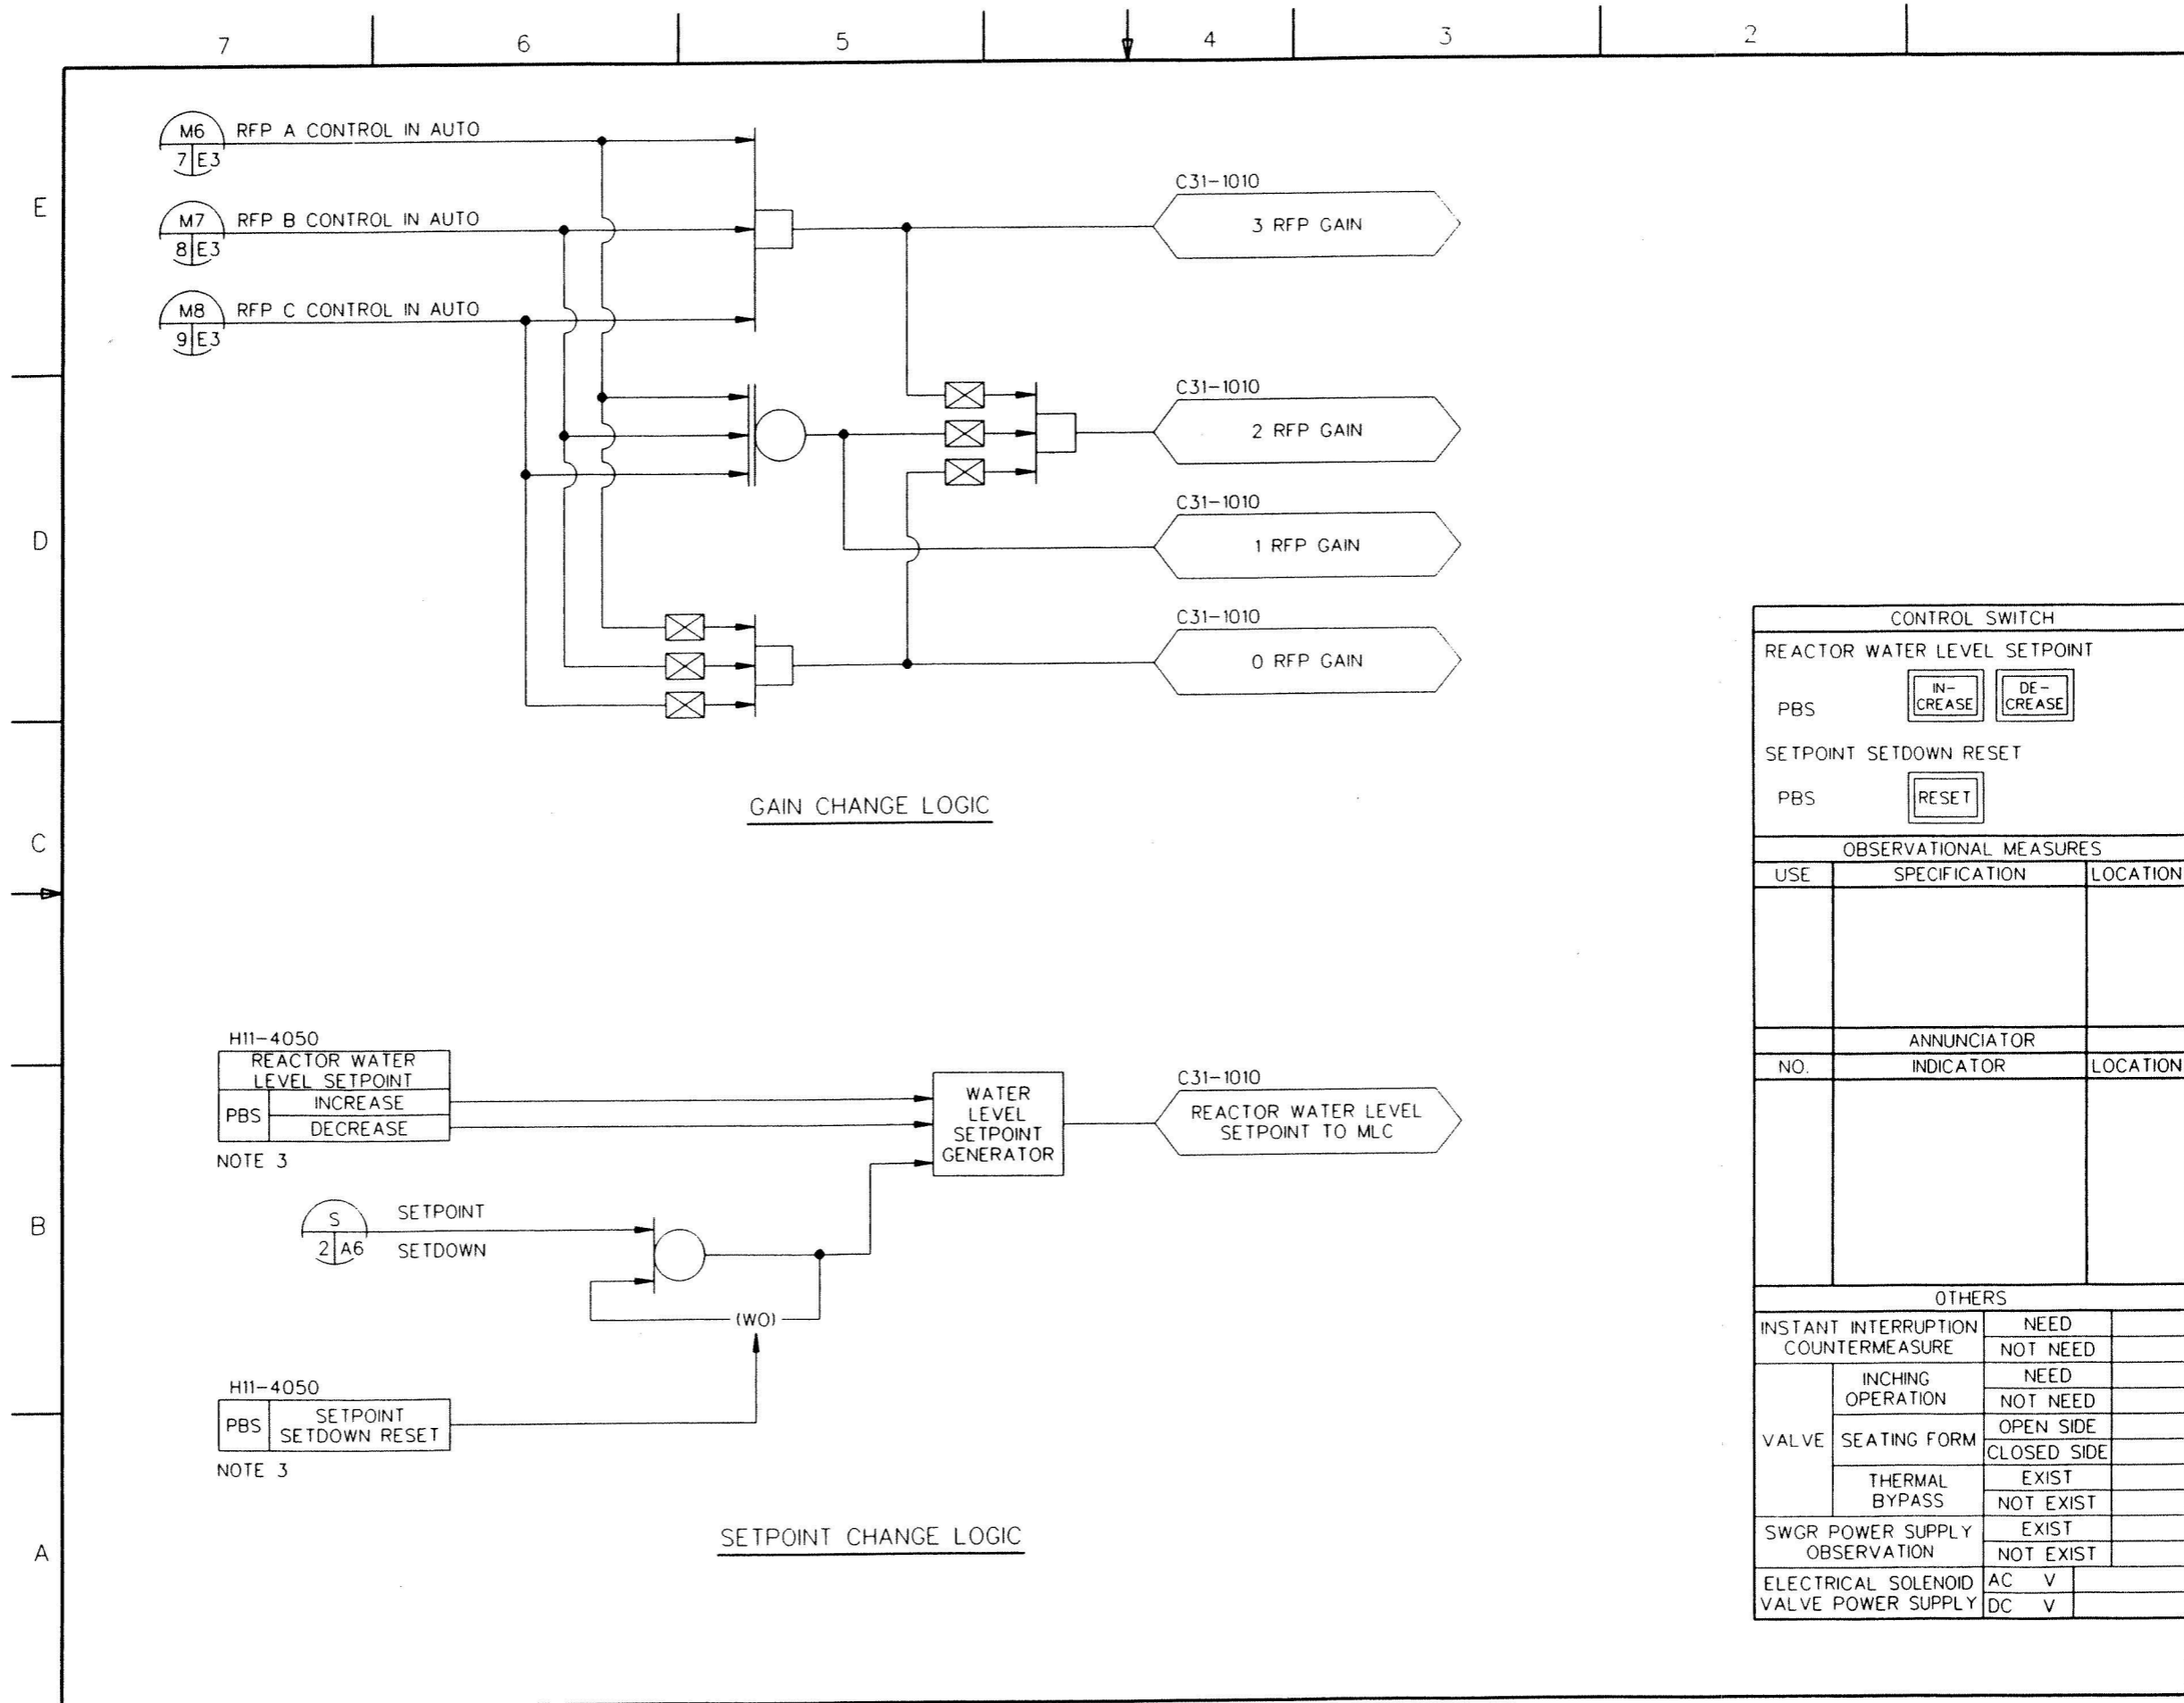 7 6 5 4 3 2
E
D
C
B
A
M6
7 E3
RFP A CONTROL IN AUTO
M7
8 E3
RFP B CONTROL IN AUTO
M8
9 E3
RFP C CONTROL IN AUTO
C31-1010
3 RFP GAIN
C31-1010
2 RFP GAIN
C31-1010
1 RFP GAIN
C31-1010
0 RFP GAIN
GAIN CHANGE LOGIC
H11-4050
REACTOR WATER
LEVEL SETPOINT
PBS
INCREASE
DECREASE
NOTE 3
WATER
LEVEL
SETPOINT
GENERATOR
C31-1010
REACTOR WATER LEVEL
SETPOINT TO MLC
S
2 A6
SETPOINT
SETDOWN
(WO)
H11-4050
PBS
SETPOINT
SETDOWN RESET
NOTE 3
SETPOINT CHANGE LOGIC
CONTROL SWITCH
REACTOR WATER LEVEL SETPOINT
PBS
IN-
CREASE
DE-
CREASE
SETPOINT SETDOWN RESET
PBS
RESET
OBSERVATIONAL MEASURES
USE SPECIFICATION LOCATION
ANNUNCIATOR
NO. INDICATOR LOCATION
OTHERS
INSTANT INTERRUPTION
COUNTERMEASURE
NEED
NOT NEED
VALVE
INCHING
OPERATION
NEED
NOT NEED
SEATING FORM
OPEN SIDE
CLOSED SIDE
THERMAL
BYPASS
EXIST
NOT EXIST
SWGR POWER SUPPLY
OBSERVATION
EXIST
NOT EXIST
ELECTRICAL SOLENOID
VALVE POWER SUPPLY
AC V
DC V